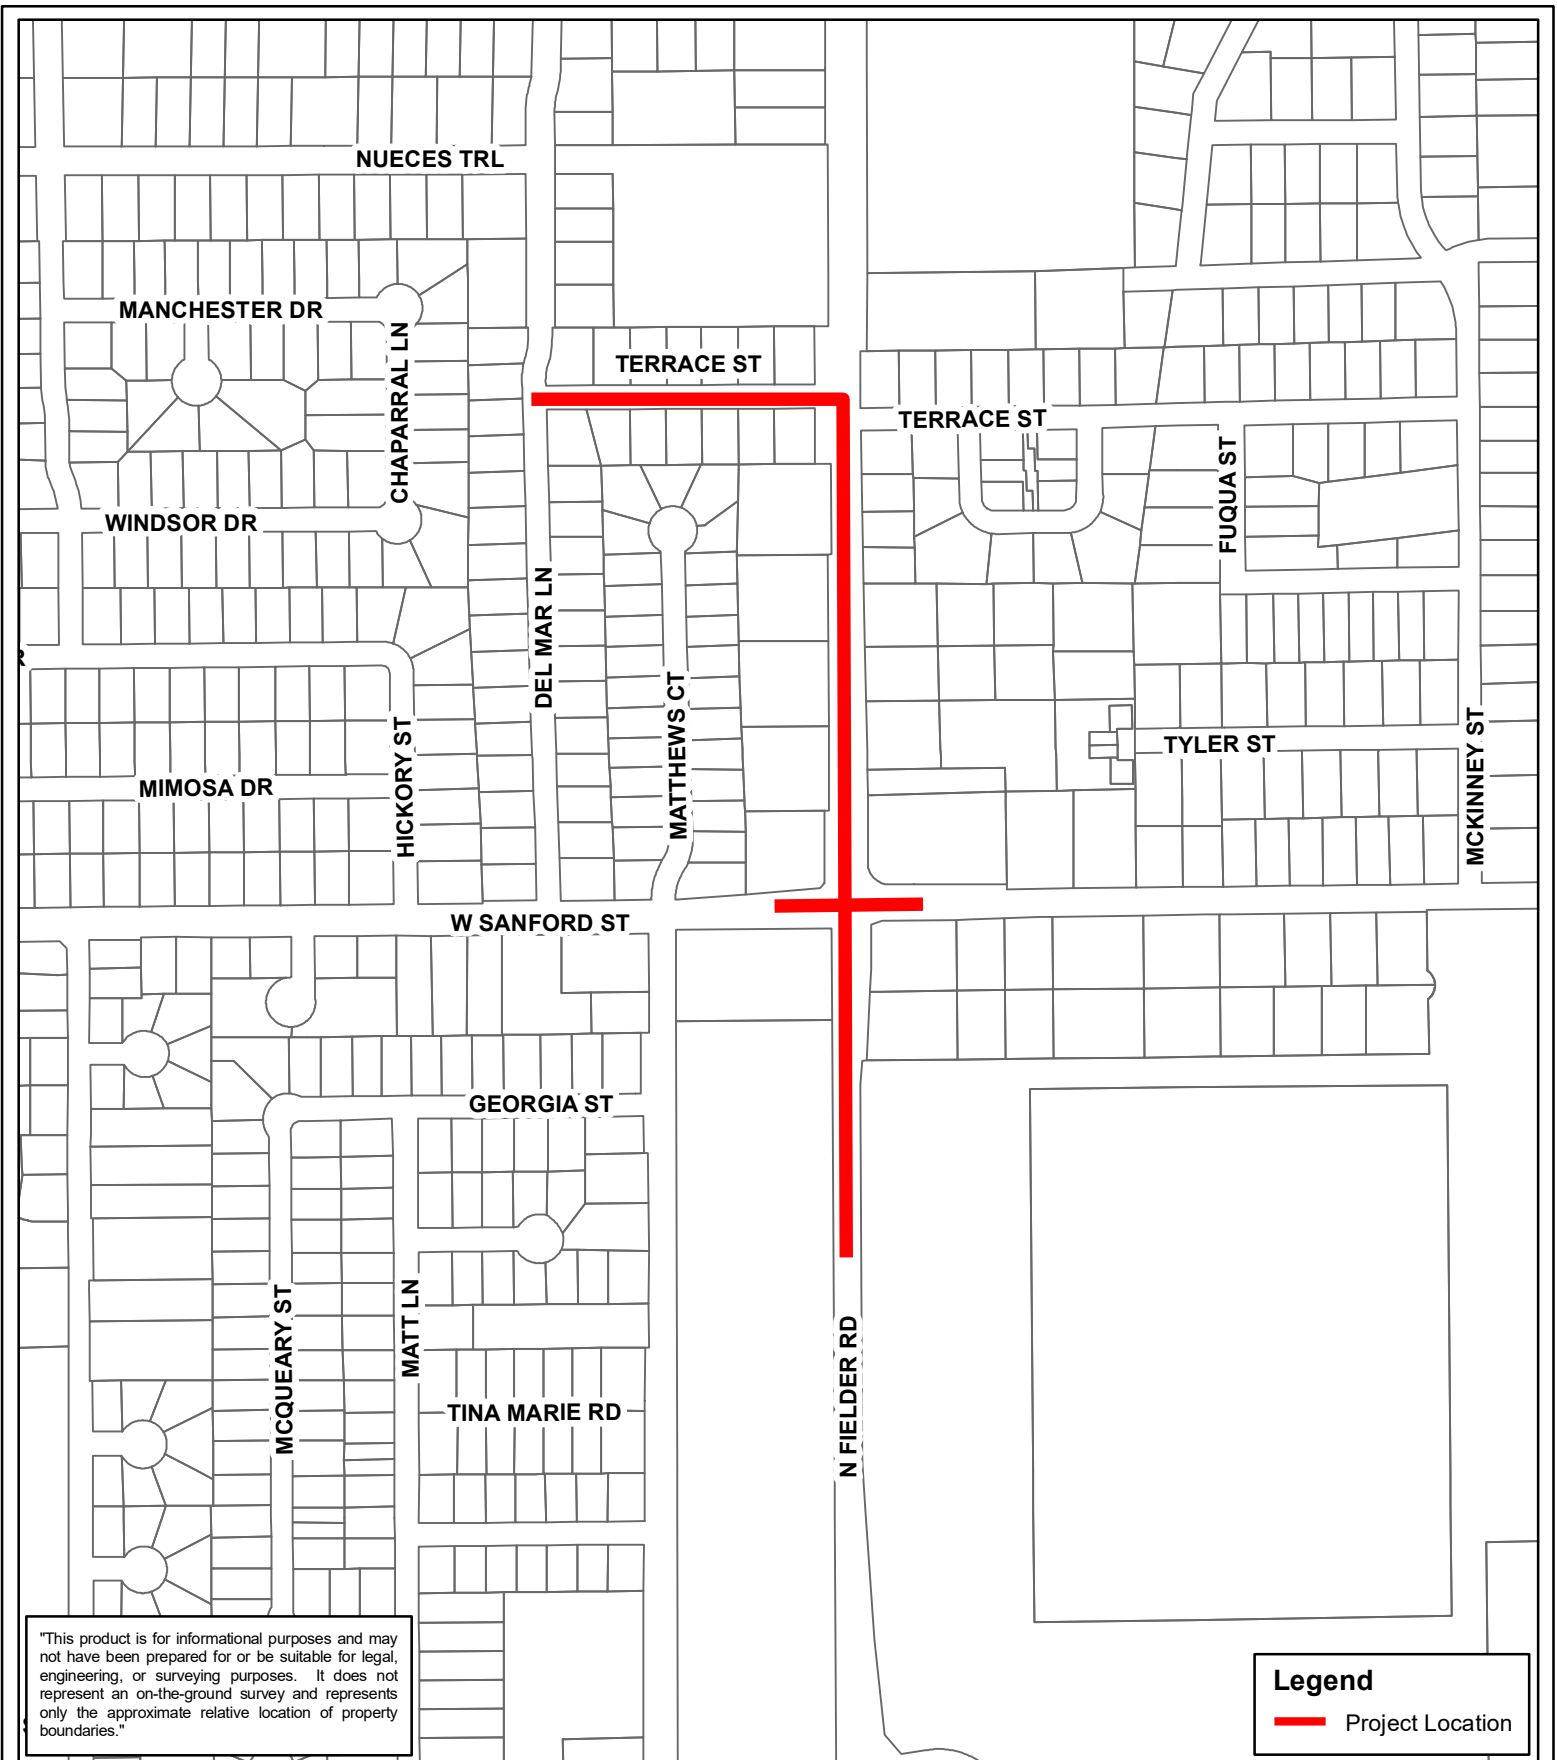 NUECES TRL
MANCHESTER DR
CHAPARRAL LN
TERRACE ST
TERRACE ST
FUQUA ST
WINDSOR DR
DEL MAR LN
MATTHEWS CT
HICKORY ST
TYLER ST
MCKINNEY ST
MIMOSA DR
W SANFORD ST
GEORGIA ST
MCQUEARY ST
MATT LN
N FIELDER RD
TINA MARIE RD
"This product is for informational purposes and may
not have been prepared for or be suitable for legal,
engineering, or surveying purposes. It does not
represent an on-the-ground survey and represents
only the approximate relative location of property
boundaries."
Legend
Project Location